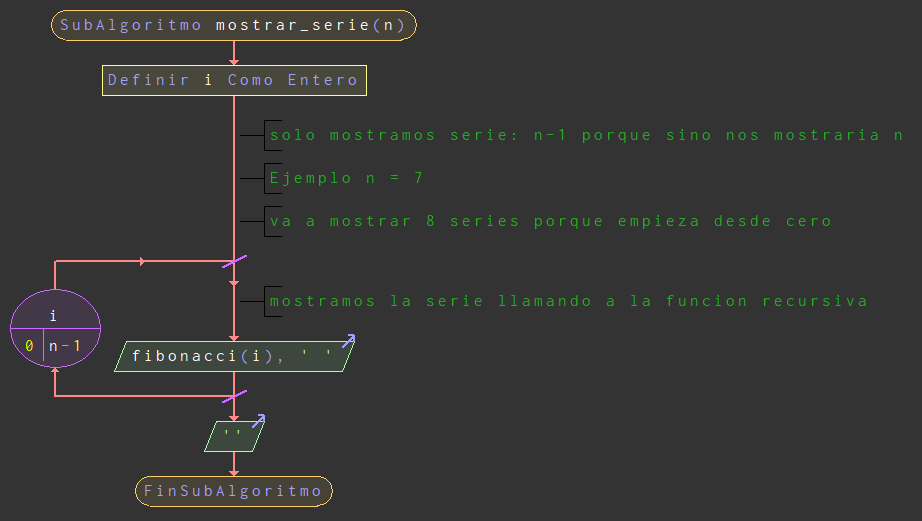 SubAlgoritmo mostrar_serie(n)
Definir i Como Entero
solo mostramos serie: n-1 porque sino nos mostraria n
Ejemplo n = 7
va a mostrar 8 series porque empieza desde cero
mostramos la serie llamando a la funcion recursiva
i
0 n-1
fibonacci(i), ' '
''
FinSubAlgoritmo